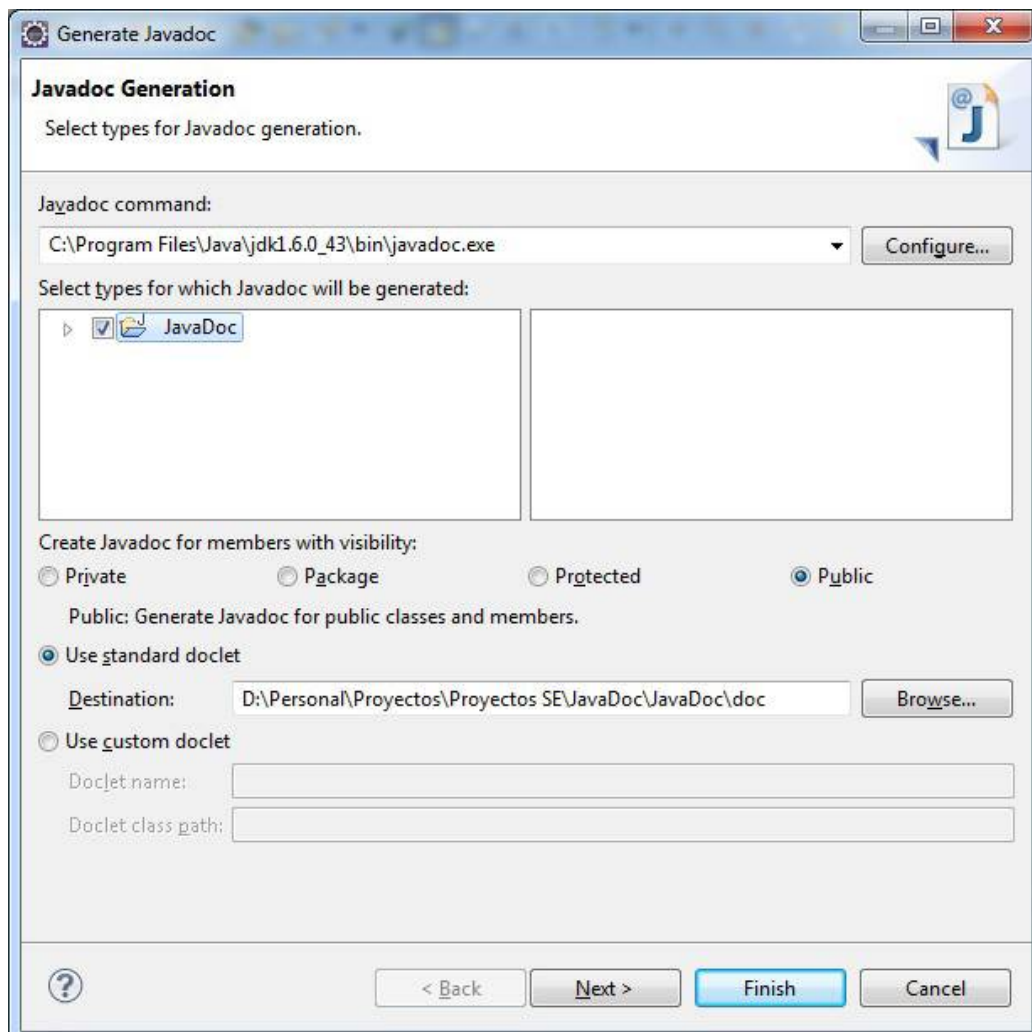 Generate Javadoc
Javadoc Generation
Select types for Javadoc generation.
Javadoc command:
C:\Program Files\Java\jdk1.6.0_43\bin\javadoc.exe
Configure...
Select types for which Javadoc will be generated:
JavaDoc
Create Javadoc for members with visibility:
Private Package Protected Public
Public: Generate Javadoc for public classes and members.
Use standard doclet
Destination: D:\Personal\Proyectos\Proyectos SE\JavaDoc\JavaDoc\doc Browse...
Use custom doclet
Doclet name:
Doclet class path:
< Back Next > Finish Cancel